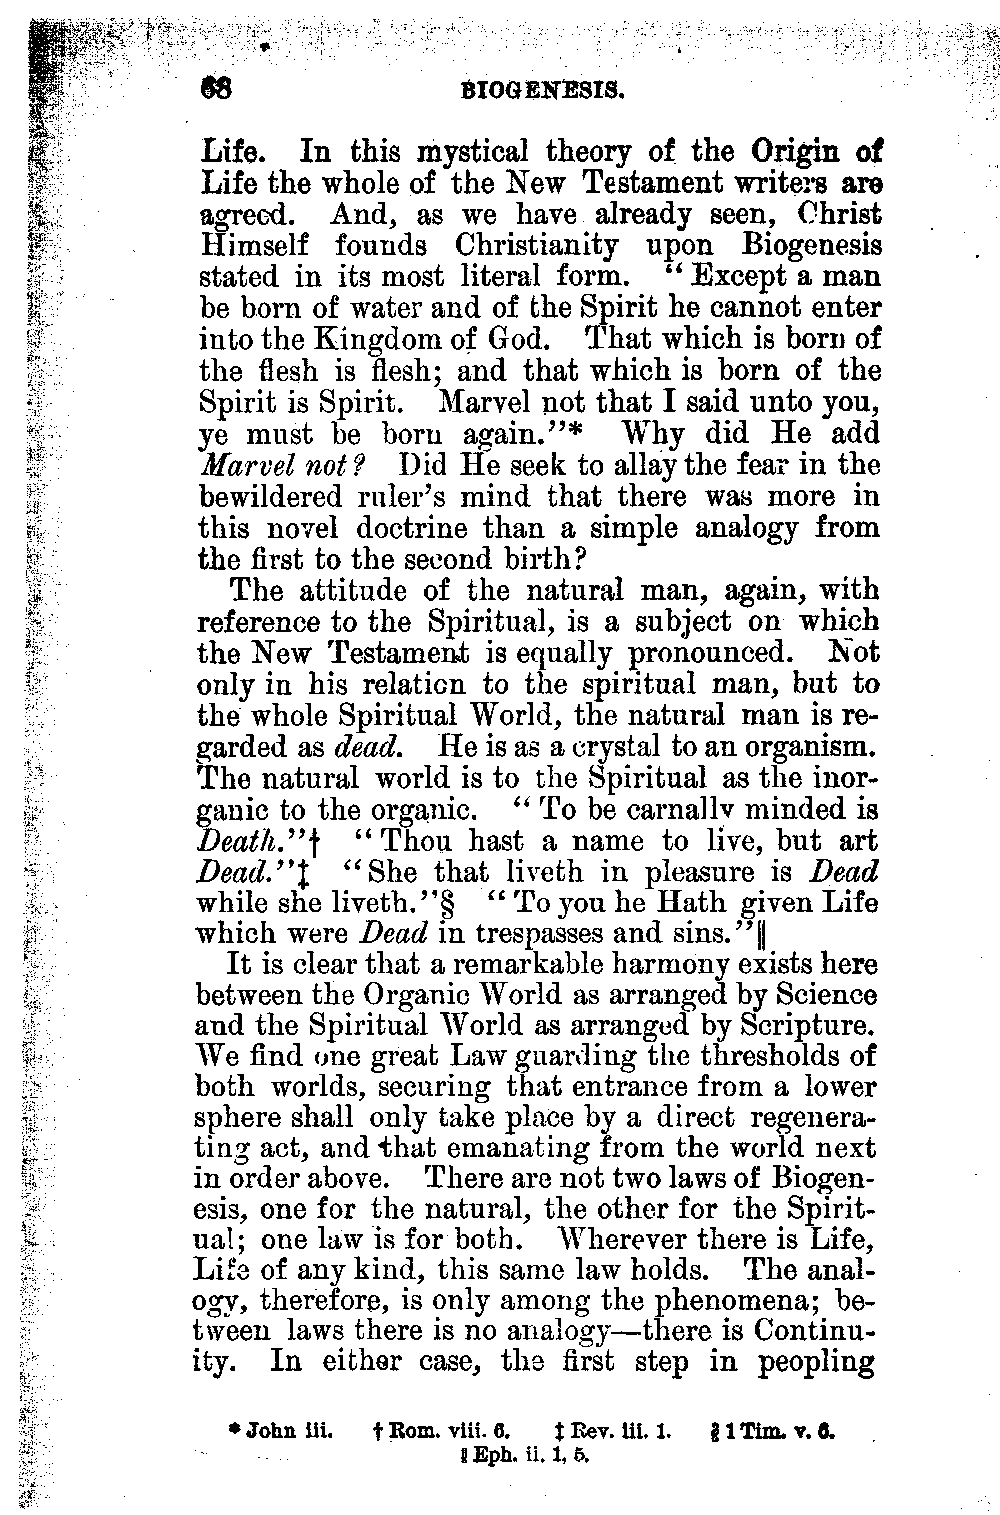 68 BIOGENESIS.
Life. In this mystical theory of the Origin of
Life the whole of the New Testament writers are
agreed. And, as we have already seen, Christ
Himself founds Christianity upon Biogenesis
stated in its most literal form. “Except a man
be born of water and of the Spirit he cannot enter
into the Kingdom of God. That which is born of
the flesh is flesh; and that which is born of the
Spirit is Spirit. Marvel not that I said unto you,
ye must be born again.”* Why did He add
Marvel not? Did He seek to allay the fear in the
bewildered ruler’s mind that there was more in
this novel doctrine than a simple analogy from
the first to the second birth?
The attitude of the natural man, again, with
reference to the Spiritual, is a subject on which
the New Testament is equally pronounced. Not
only in his relation to the spiritual man, but to
the whole Spiritual World, the natural man is re-
garded as dead. He is as a crystal to an organism.
The natural world is to the Spiritual as the inor-
ganic to the organic. “To be carnally minded is
Death.”† “Thou hast a name to live, but art
Dead.”‡ “She that liveth in pleasure is Dead
while she liveth.”§ “To you he Hath given Life
which were Dead in trespasses and sins.”‖
It is clear that a remarkable harmony exists here
between the Organic World as arranged by Science
and the Spiritual World as arranged by Scripture.
We find one great Law guarding the thresholds of
both worlds, securing that entrance from a lower
sphere shall only take place by a direct regenera-
ting act, and that emanating from the world next
in order above. There are not two laws of Biogen-
esis, one for the natural, the other for the Spirit-
ual; one law is for both. Wherever there is Life,
Life of any kind, this same law holds. The anal-
ogy, therefore, is only among the phenomena; be-
tween laws there is no analogy—there is Continu-
ity. In either case, the first step in peopling
* John iii. † Rom. viii. 6. ‡ Rev. iii. 1. § 1 Tim. v. 6.
‖ Eph. ii. 1, 5.